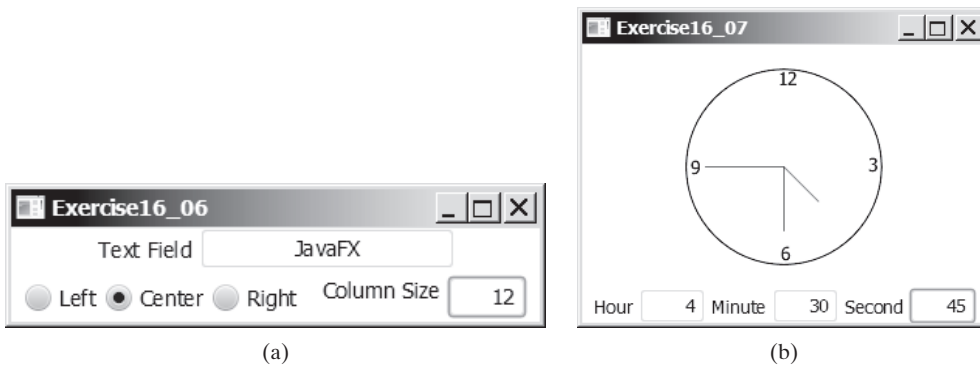 Exercise16_06
Text Field JavaFX
Left Center Right Column Size 12
(a)
Exercise16_07
12
9 3
6
Hour 4 Minute 30 Second 45
(b)